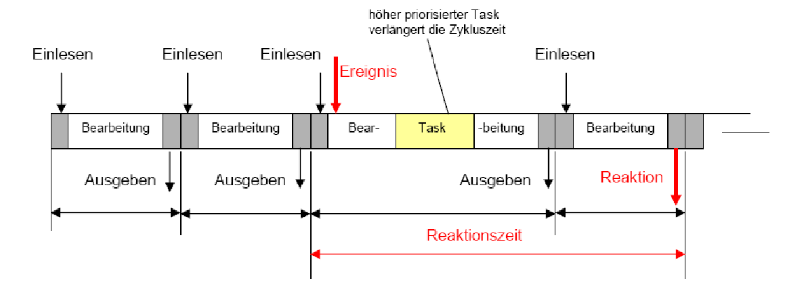 höher priorisierter Task
verlängert die Zykluszeit
Einlesen
Einlesen
Einlesen
Einlesen
Ereignis
Bearbeitung
Bearbeitung
Bear-
Task
-beitung
Bearbeitung
Ausgeben
Ausgeben
Ausgeben
Reaktion
Reaktionszeit